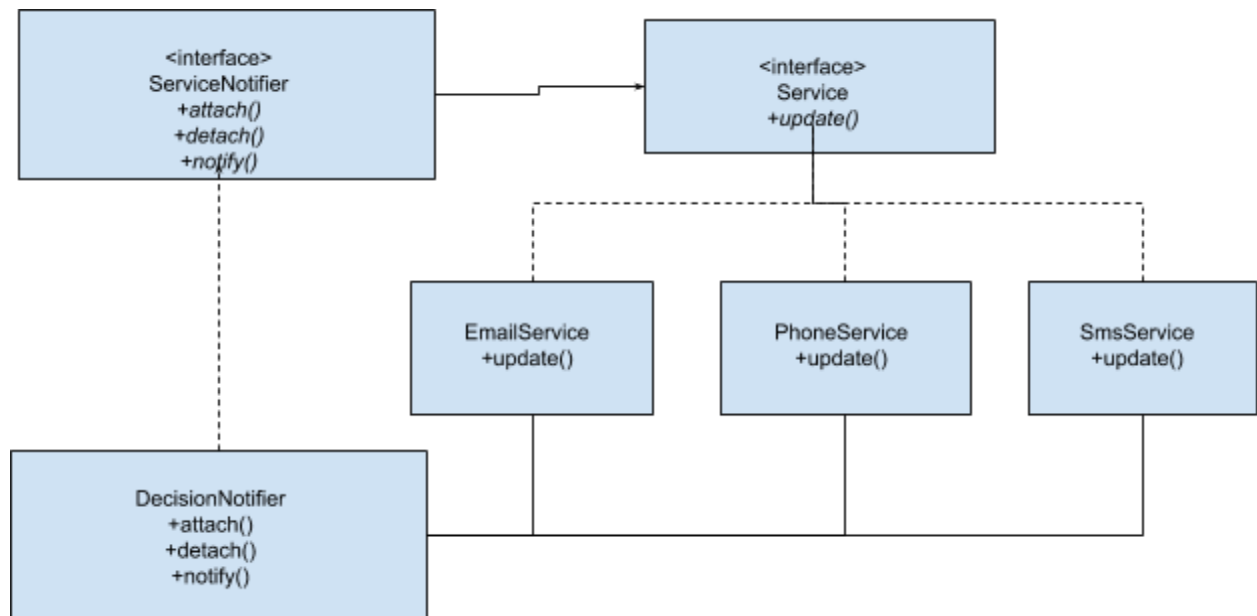 <interface>
ServiceNotifier
+attach()
+detach()
+notify()
<interface>
Service
+update()
EmailService
+update()
PhoneService
+update()
SmsService
+update()
DecisionNotifier
+attach()
+detach()
+notify()